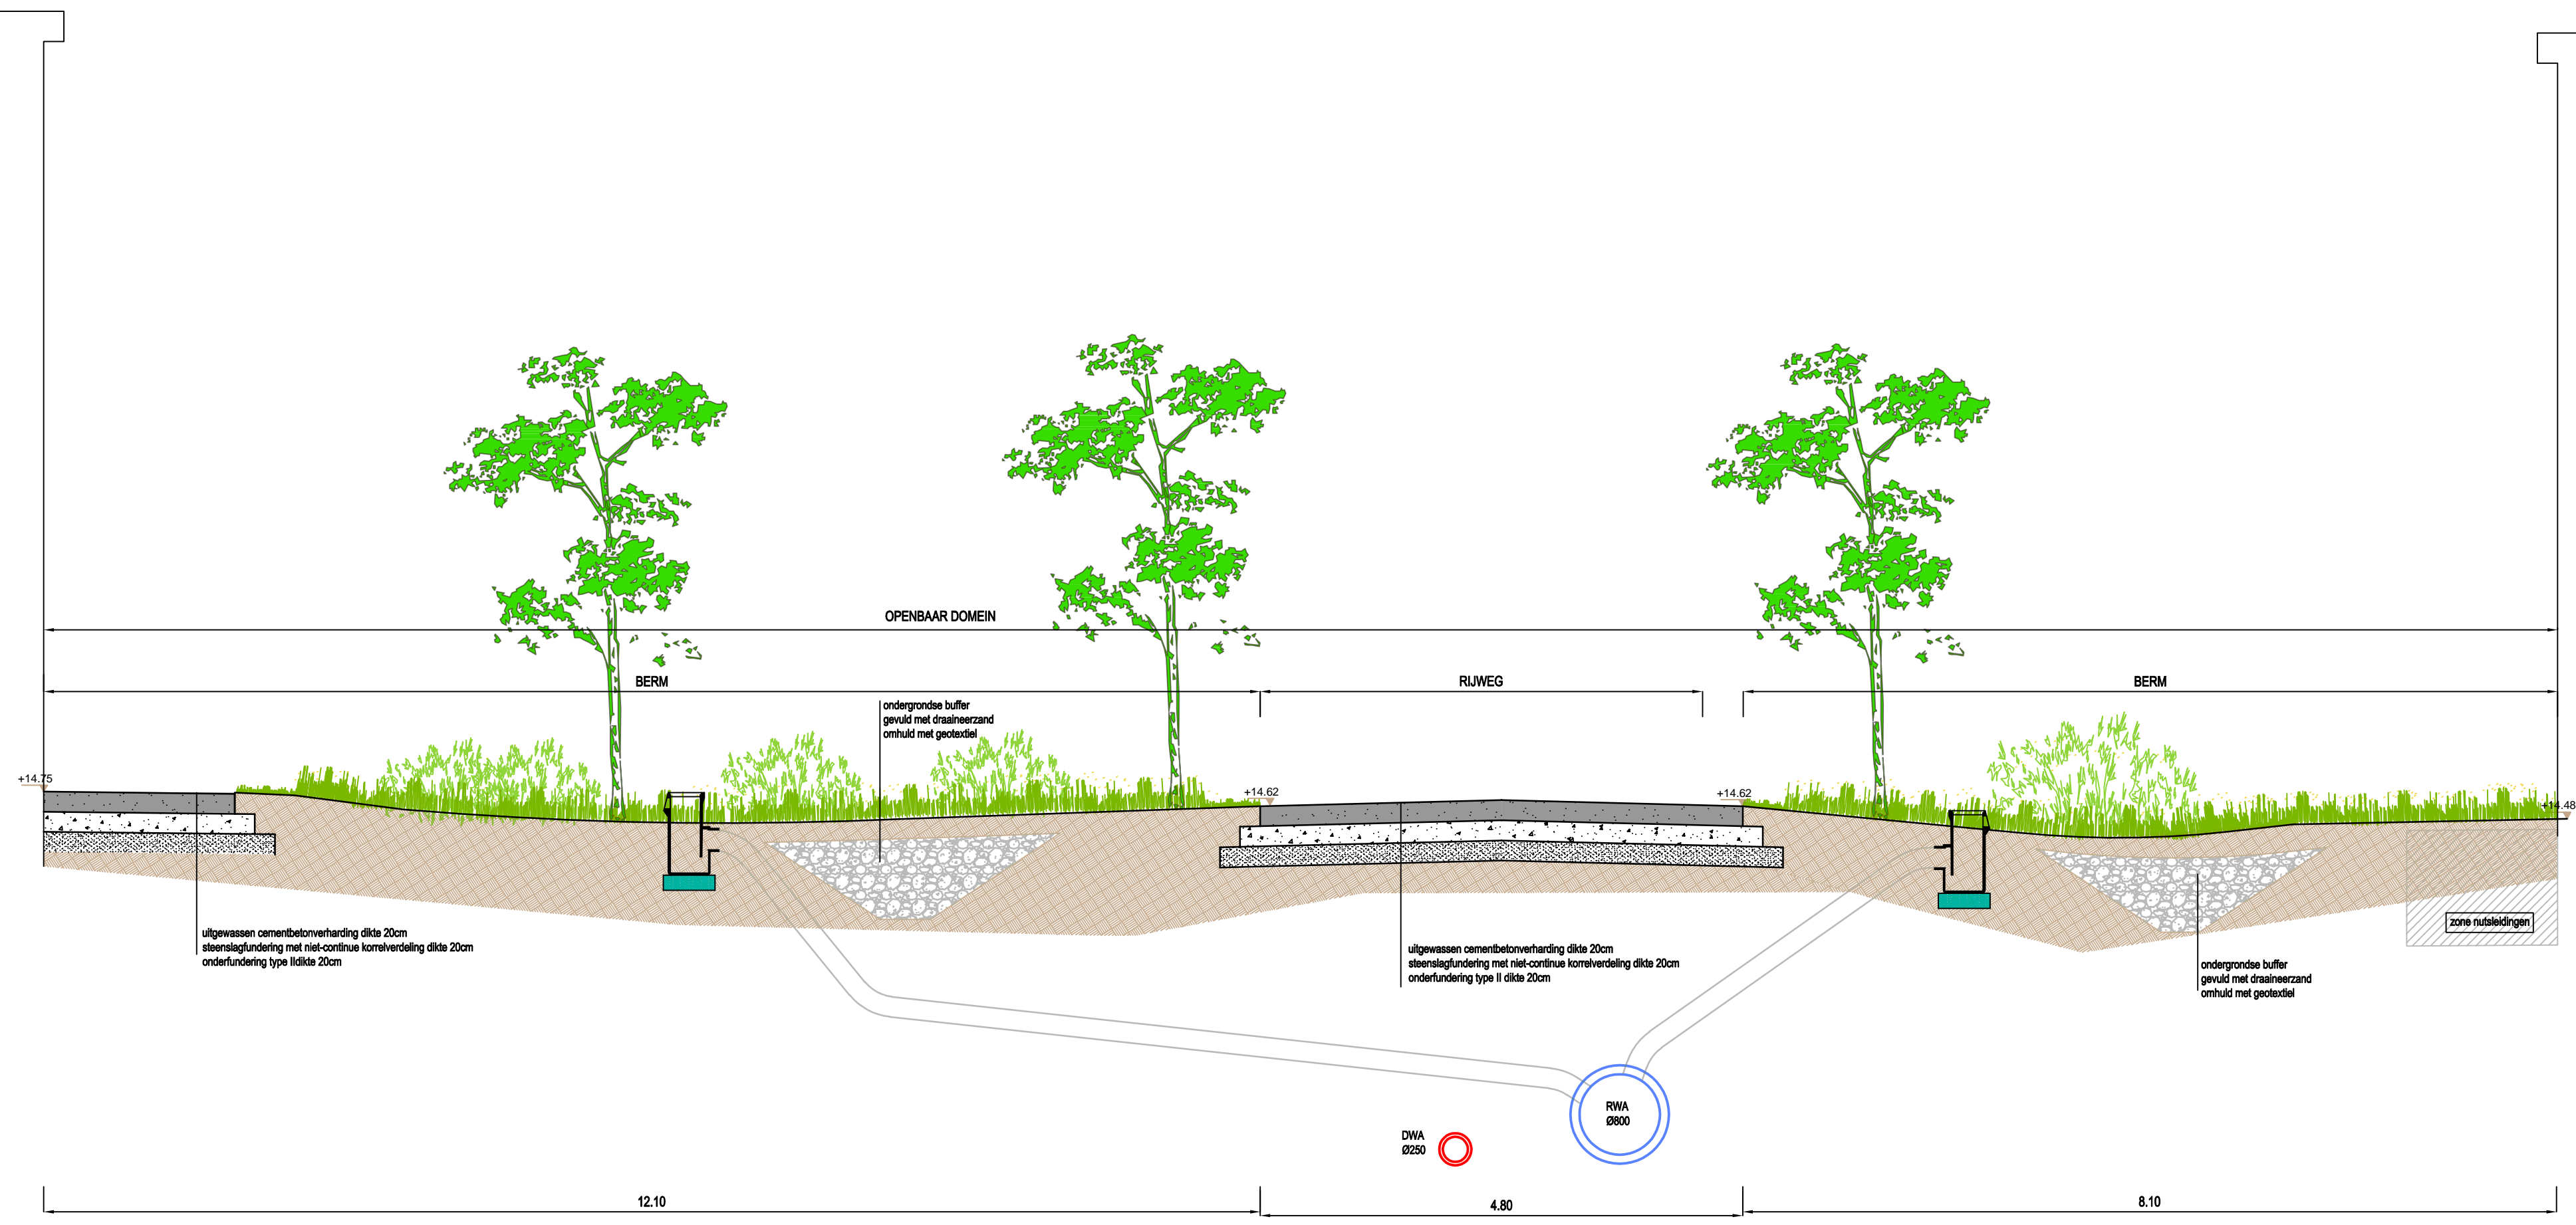 OPENBAAR DOMEIN
BERM
RIJWEG
BERM
ondergrondse buffer
gevuld met draaineerzand
omhuld met geotextiel
+14.75
+14.62
+14.62
+14.48
zone nutsleidingen
uitgewassen cementbetonverharding dikte 20cm
steenslagfundering met niet-continue korrelverdeling dikte 20cm
onderfundering type IIdikte 20cm
uitgewassen cementbetonverharding dikte 20cm
steenslagfundering met niet-continue korrelverdeling dikte 20cm
onderfundering type II dikte 20cm
ondergrondse buffer
gevuld met draaineerzand
omhuld met geotextiel
RWA
Ø800
DWA
Ø250
12.10
4.80
8.10